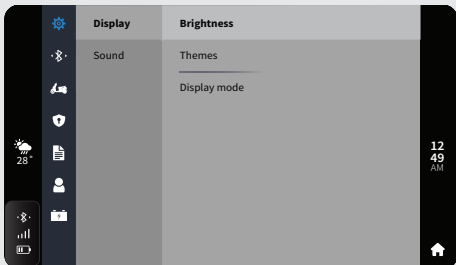 Display
Brightness
Sound
Themes
Display mode
28°
12
49
AM